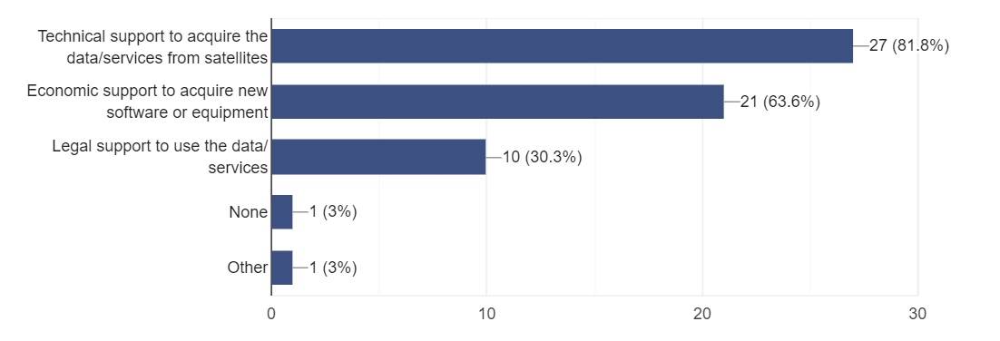 Technical support to acquire the
data/services from satellites
27 (81.8%)
Economic support to acquire new
software or equipment
21 (63.6%)
Legal support to use the data/
services
10 (30.3%)
None
1 (3%)
Other
1 (3%)
0 10 20 30